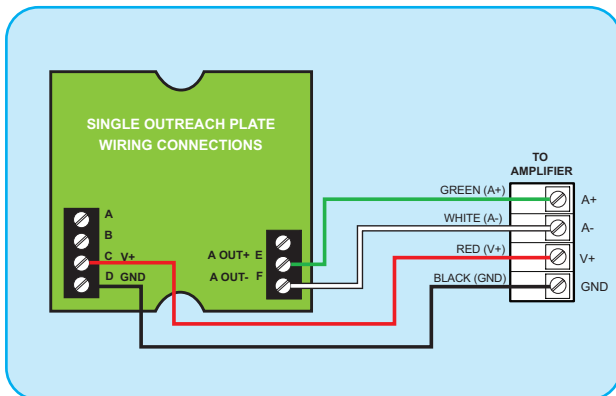 SINGLE OUTREACH PLATE
WIRING CONNECTIONS
TO
AMPLIFIER
GREEN (A+)
A+
WHITE (A-)
A-
RED (V+)
V+
BLACK (GND)
GND
A
B
C V+
D GND
A OUT+ E
A OUT- F